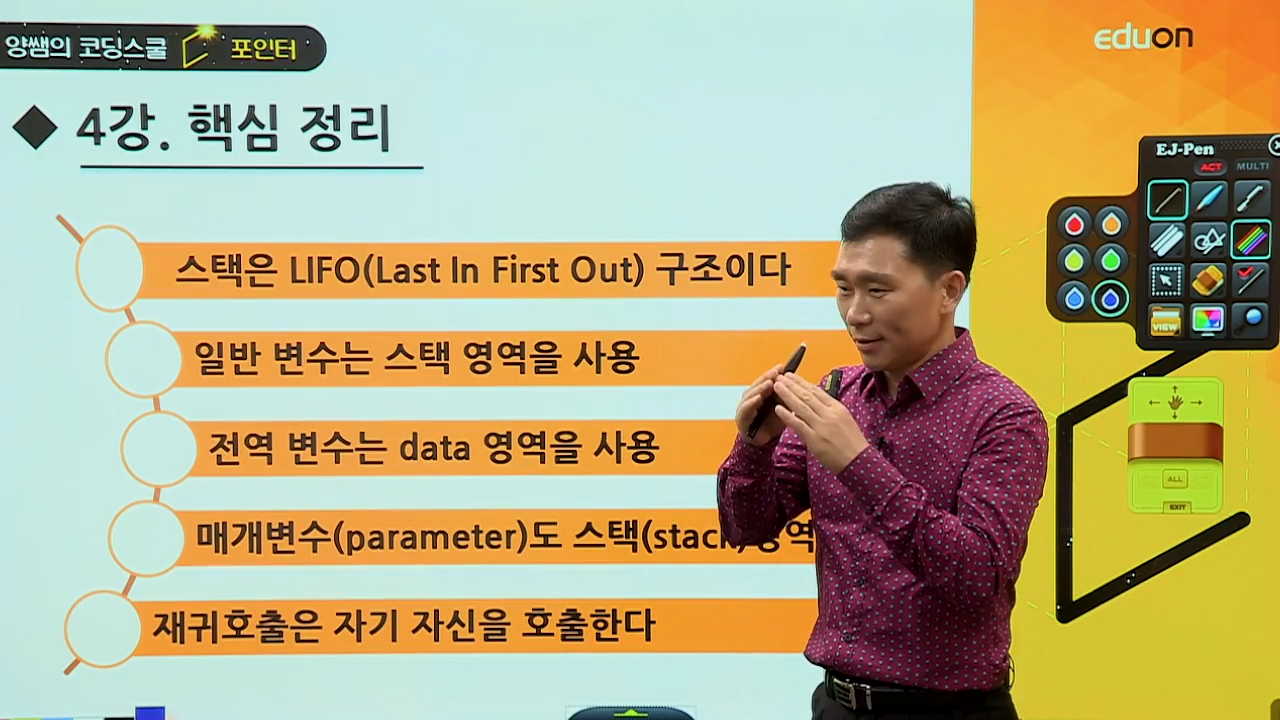 양쌤의 코딩스쿨 포인터
eduon
4강. 핵심 정리
EJ-Pen
ACT MULTI
스택은 LIFO(Last In First Out) 구조이다
VIEW
일반 변수는 스택 영역을 사용
전역 변수는 data 영역을 사용
ALL
EXIT
매개변수(parameter)도 스택(stack)영역
재귀호출은 자기 자신을 호출한다